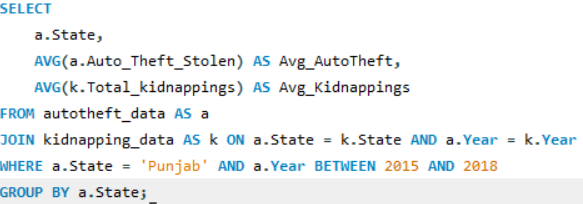 SELECT
    a.State,
    AVG(a.Auto_Theft_Stolen) AS Avg_AutoTheft,
    AVG(k.Total_kidnappings) AS Avg_Kidnappings
FROM autotheft_data AS a
JOIN kidnapping_data AS k ON a.State = k.State AND a.Year = k.Year
WHERE a.State = 'Punjab' AND a.Year BETWEEN 2015 AND 2018
GROUP BY a.State;